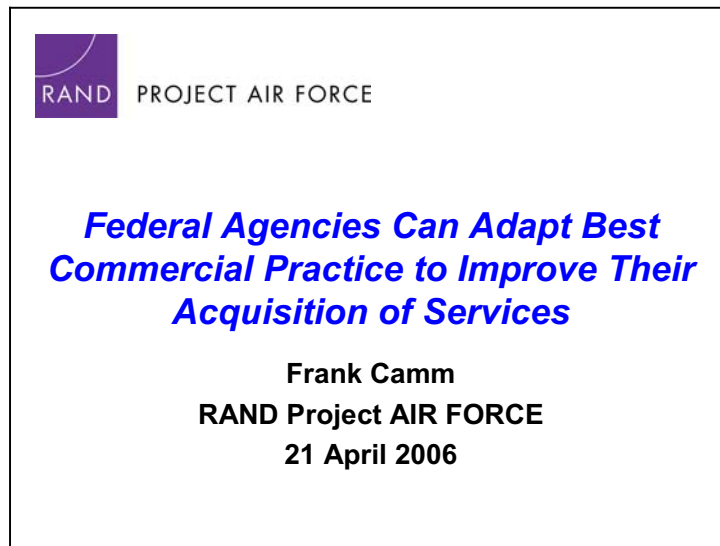 RAND PROJECT AIR FORCE
Federal Agencies Can Adapt Best
Commercial Practice to Improve Their
Acquisition of Services
Frank Camm
RAND Project AIR FORCE
21 April 2006